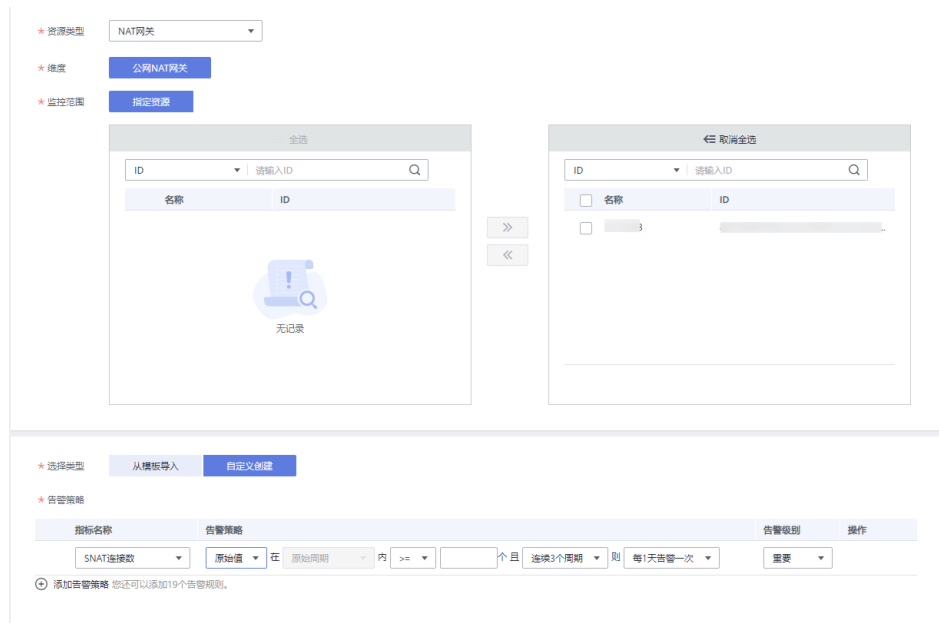 * 资源类型 NAT网关
* 维度 公网NAT网关
* 监控范围 指定资源
全选
取消全选
ID 请输入ID
ID 请输入ID
名称 ID
名称 ID
无记录
* 选择类型 从模板导入 自定义创建
* 告警策略
指标名称 告警策略 告警级别 操作
SNAT连接数 原始值 在 原始周期 内 >= 个 且 连续3个周期 则 每1天告警一次 重要
添加告警策略 您还可以添加19个告警规则。